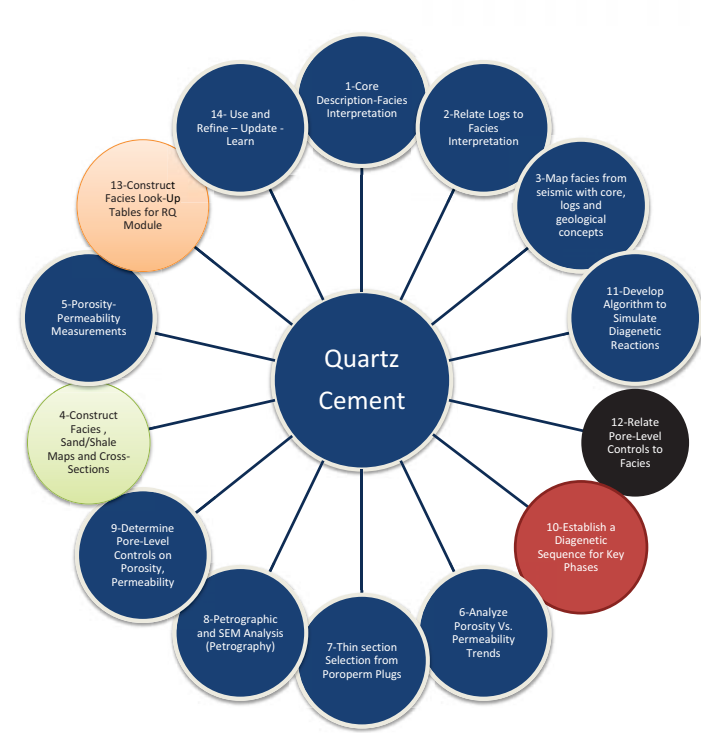 1-Core
Description-Facies
Interpretation
2-Relate Logs to
Facies
Interpretation
3-Map facies from
seismic with core,
logs and
geological
concepts
11-Develop
Algorithm to
Simulate
Diagenetic
Reactions
12-Relate
Pore-Level
Controls to
Facies
10-Establish a
Diagenetic
Sequence for Key
Phases
6-Analyze
Porosity Vs.
Permeability
Trends
7-Thin section
Selection from
Poroperm Plugs
8-Petrographic
and SEM Analysis
(Petrography)
9-Determine
Pore-Level
Controls on
Porosity,
Permeability
4-Construct
Facies ,
Sand/Shale
Maps and Cross-
Sections
5-Porosity-
Permeability
Measurements
13-Construct
Facies Look-Up
Tables for RQ
Module
14- Use and
Refine – Update -
Learn
Quartz
Cement